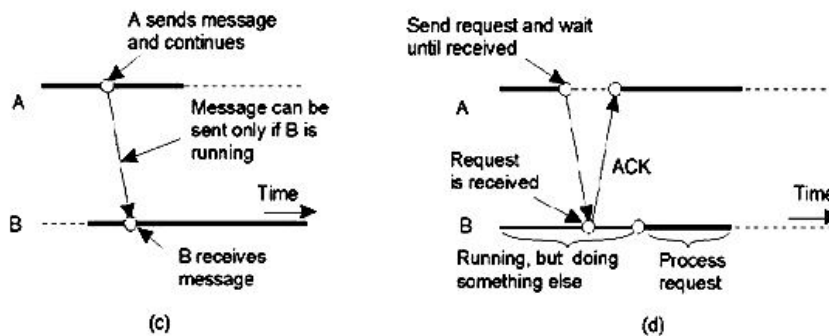 A sends message
and continues
A
Message can be
sent only if B is
running
Time
B
B receives
message
(c)
Send request and wait
until received
A
Request
is received
ACK
Time
B
Running, but doing
something else
Process
request
(d)